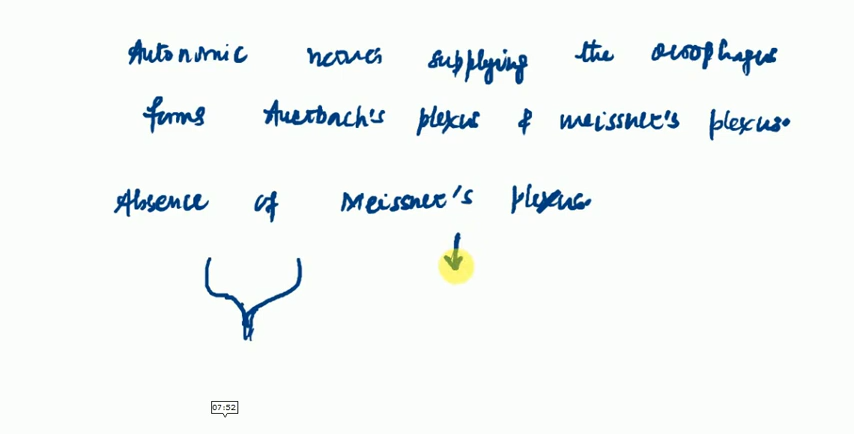 Autonomic nerves supplying the oesophagus
forms Auerbach's plexus & meissner's plexus.
Absence of Meissner's plexus.
07:52